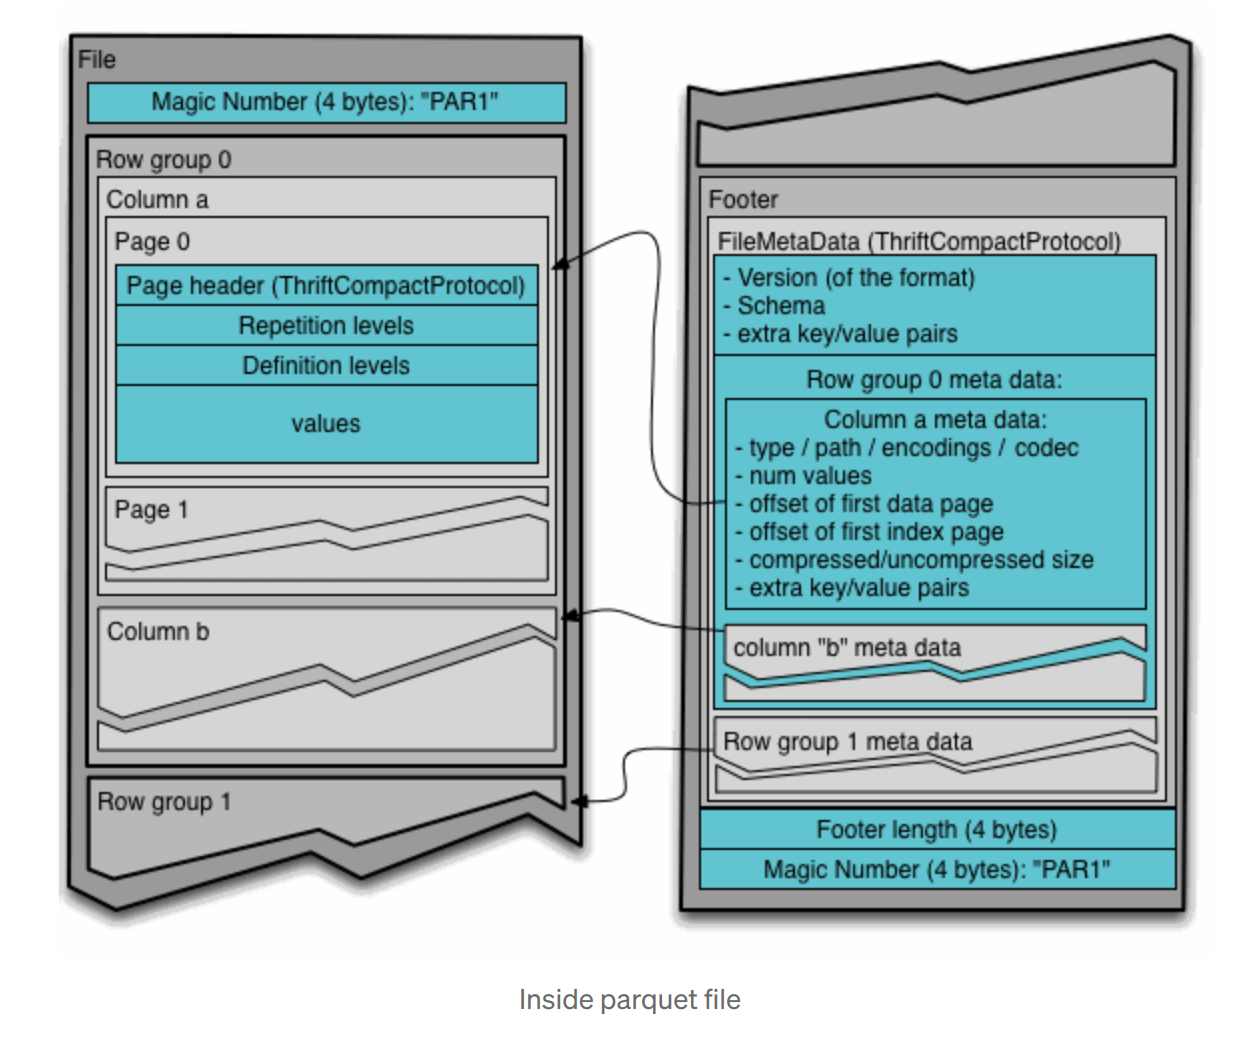 File
Magic Number (4 bytes): "PAR1"
Row group 0
Column a
Page 0
Page header (ThriftCompactProtocol)
Repetition levels
Definition levels
values
Page 1
Column b
Row group 1
Footer
FileMetaData (ThriftCompactProtocol)
- Version (of the format)
- Schema
- extra key/value pairs
Row group 0 meta data:
Column a meta data:
- type / path / encodings / codec
- num values
- offset of first data page
- offset of first index page
- compressed/uncompressed size
- extra key/value pairs
column "b" meta data
Row group 1 meta data
Footer length (4 bytes)
Magic Number (4 bytes): "PAR1"
Inside parquet file